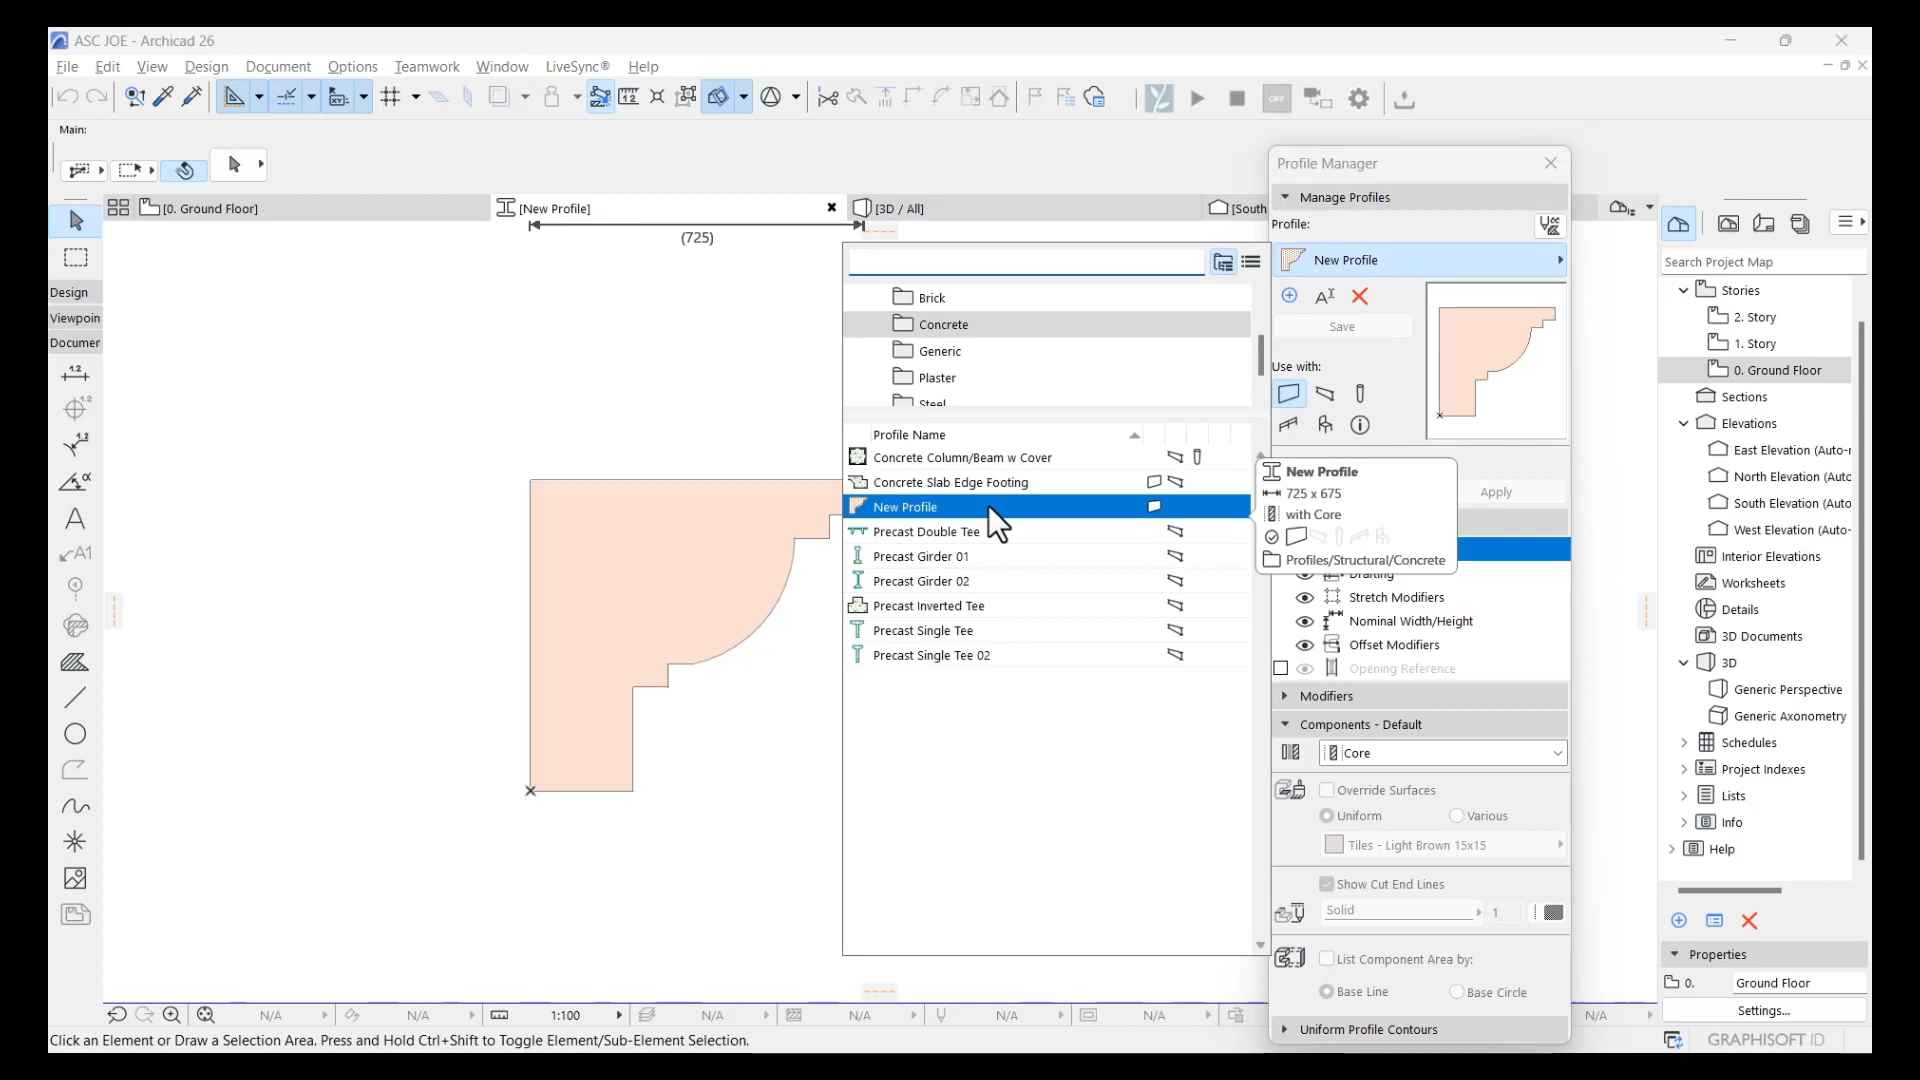 ASC JOE - Archicad 26
File Edit View Design Document Options Teamwork Window LiveSync® Help
Main:
[0. Ground Floor]
[New Profile]
[3D / All]
[South
(725)
Design
Viewpoin
Documer
Brick
Concrete
Generic
Plaster
Steel
Profile Name
Concrete Column/Beam w Cover
Concrete Slab Edge Footing
New Profile
Precast Double Tee
Precast Girder 01
Precast Girder 02
Precast Inverted Tee
Precast Single Tee
Precast Single Tee 02
New Profile
725 x 675
with Core
Profiles/Structural/Concrete
Profile Manager
Manage Profiles
Profile:
New Profile
Save
Use with:
Apply
Drafting
Stretch Modifiers
Nominal Width/Height
Offset Modifiers
Opening Reference
Modifiers
Components - Default
Core
Override Surfaces
Uniform
Various
Tiles - Light Brown 15x15
Show Cut End Lines
Solid
1
List Component Area by:
Base Line
Base Circle
Uniform Profile Contours
Search Project Map
Stories
2. Story
1. Story
0. Ground Floor
Sections
Elevations
East Elevation (Auto-r
North Elevation (Autc
South Elevation (Auto
West Elevation (Auto-
Interior Elevations
Worksheets
Details
3D Documents
3D
Generic Perspective
Generic Axonometry
Schedules
Project Indexes
Lists
Info
Help
Properties
0.
Ground Floor
Settings...
N/A N/A 1:100 N/A N/A N/A N/A N/A
Click an Element or Draw a Selection Area. Press and Hold Ctrl+Shift to Toggle Element/Sub-Element Selection.
GRAPHISOFT ID